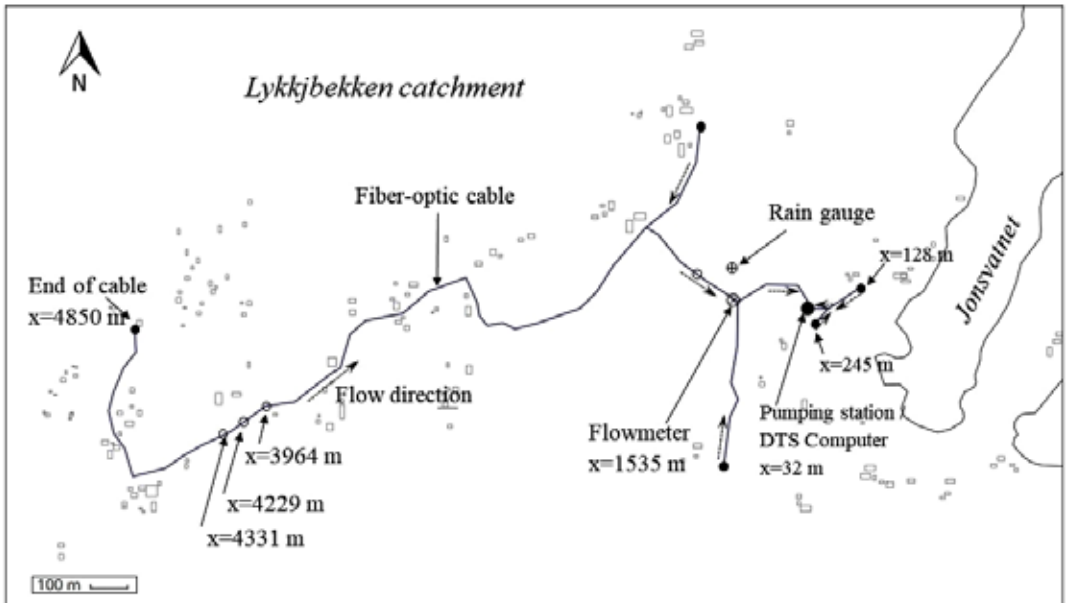 N
Lykkjbekken catchment
Fiber-optic cable
Rain gauge
x=128 m
End of cable
x=4850 m
Jonsvatnet
x=245 m
Flow direction
Flowmeter
x=1535 m
Pumping station /
DTS Computer
x=32 m
x=3964 m
x=4229 m
x=4331 m
100 m